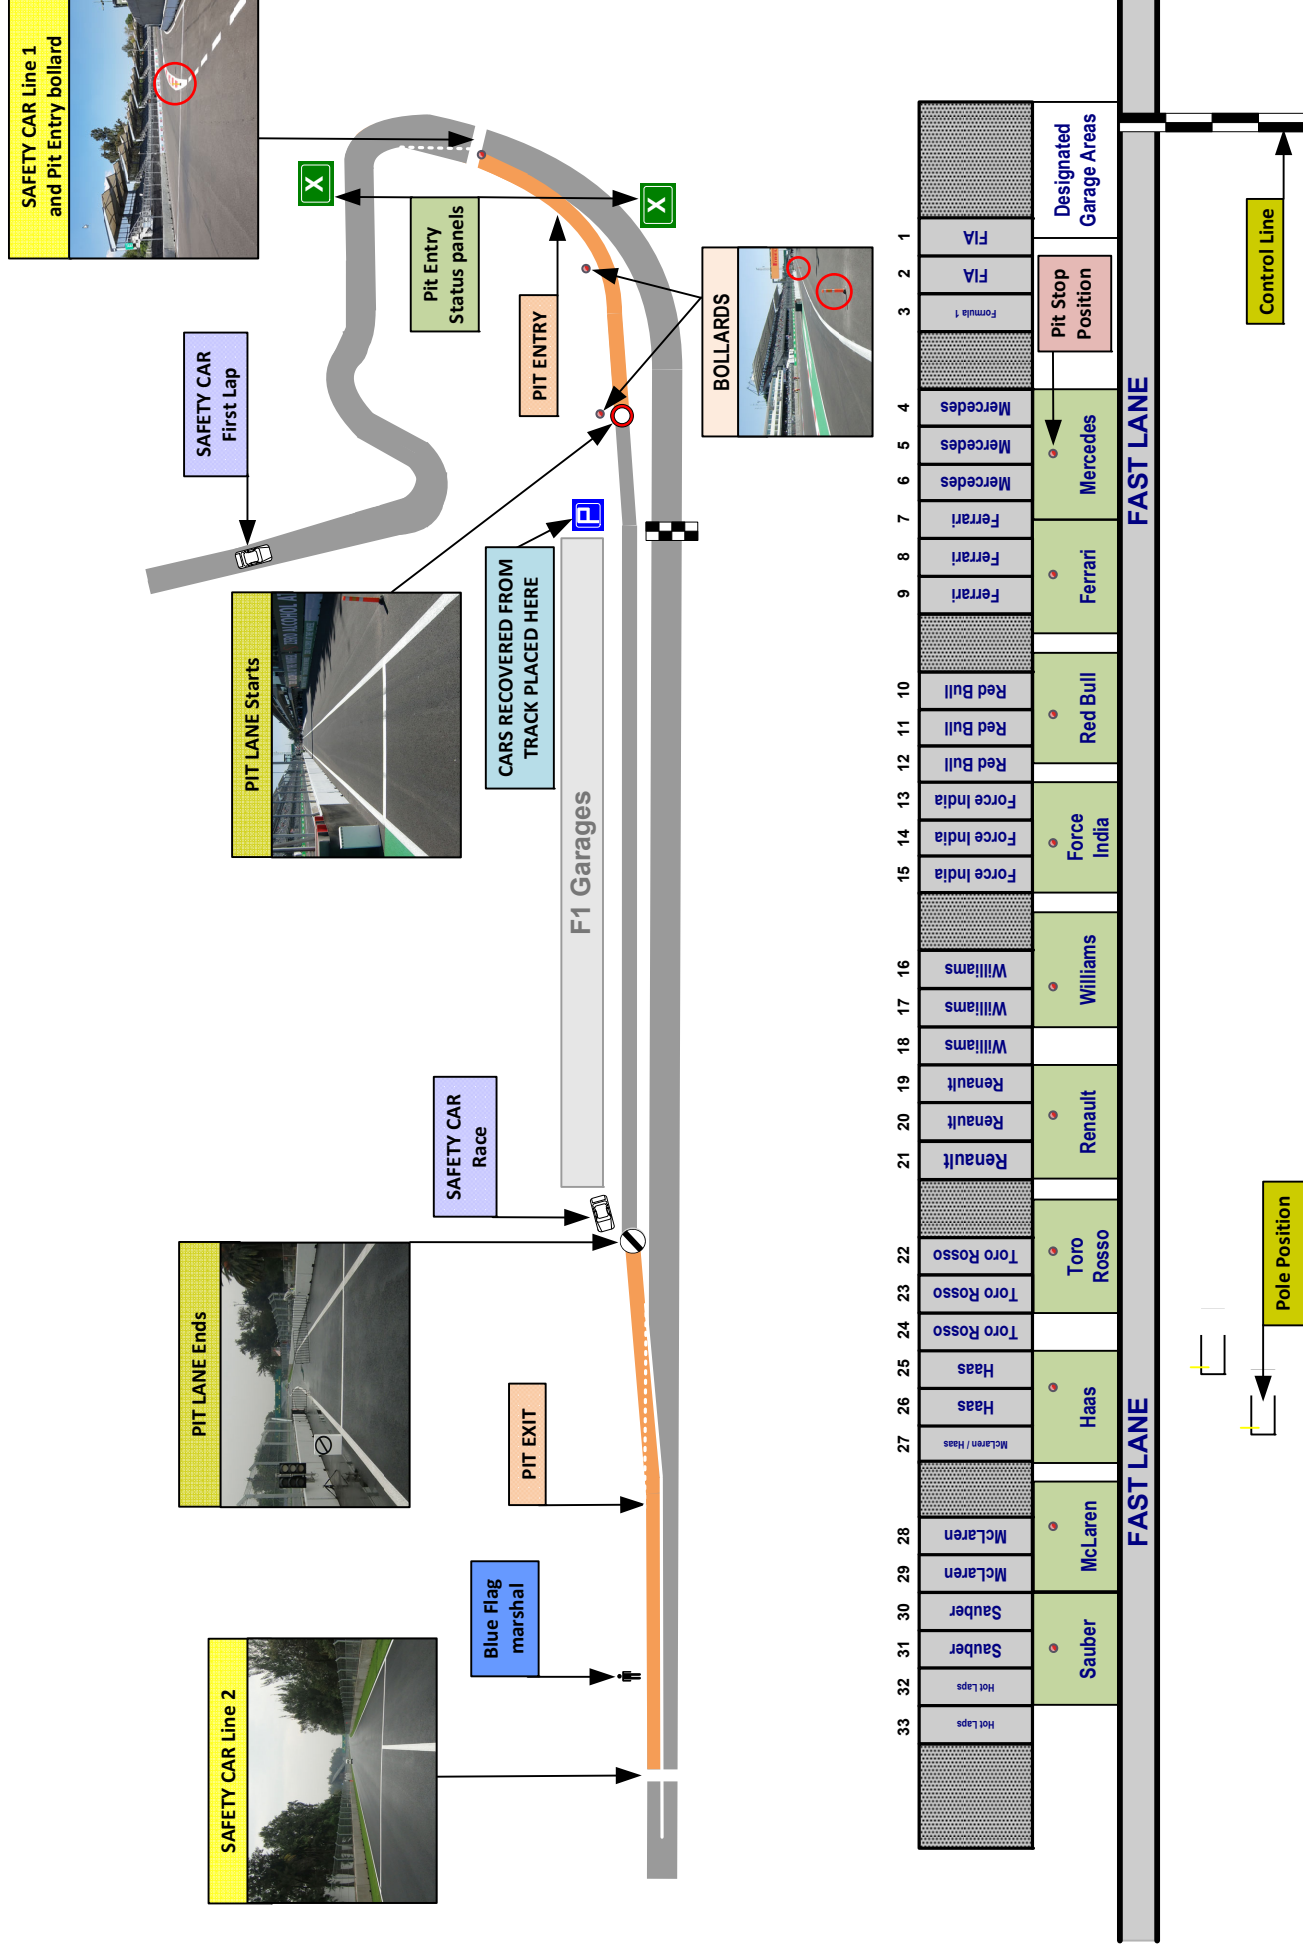 SAFETY CAR Line 1
and Pit Entry bollard
X
X
Pit Entry
Status panels
SAFETY CAR
First Lap
PIT ENTRY
BOLLARDS
PIT LANE Starts
ZERO ALCOHOL
P
CARS RECOVERED FROM
TRACK PLACED HERE
F1 Garages
SAFETY CAR
Race
PIT LANE Ends
PIT EXIT
Blue Flag
marshal
SAFETY CAR Line 2
Designated
Garage Areas
Pit Stop
Position
Control Line
Pole Position
1
FIA
2
FIA
3
Formula 1
4
Mercedes
5
Mercedes
6
Mercedes
7
Ferrari
8
Ferrari
9
Ferrari
10
Red Bull
11
Red Bull
12
Red Bull
13
Force India
14
Force India
15
Force India
16
Williams
17
Williams
18
Williams
19
Renault
20
Renault
21
Renault
22
Toro Rosso
23
Toro Rosso
24
Toro Rosso
25
Haas
26
Haas
27
McLaren / Haas
28
McLaren
29
McLaren
30
Sauber
31
Sauber
32
Hot Laps
33
Hot Laps
Mercedes
Ferrari
Red Bull
Force
India
Williams
Renault
Toro
Rosso
Haas
McLaren
Sauber
FAST LANE
FAST LANE